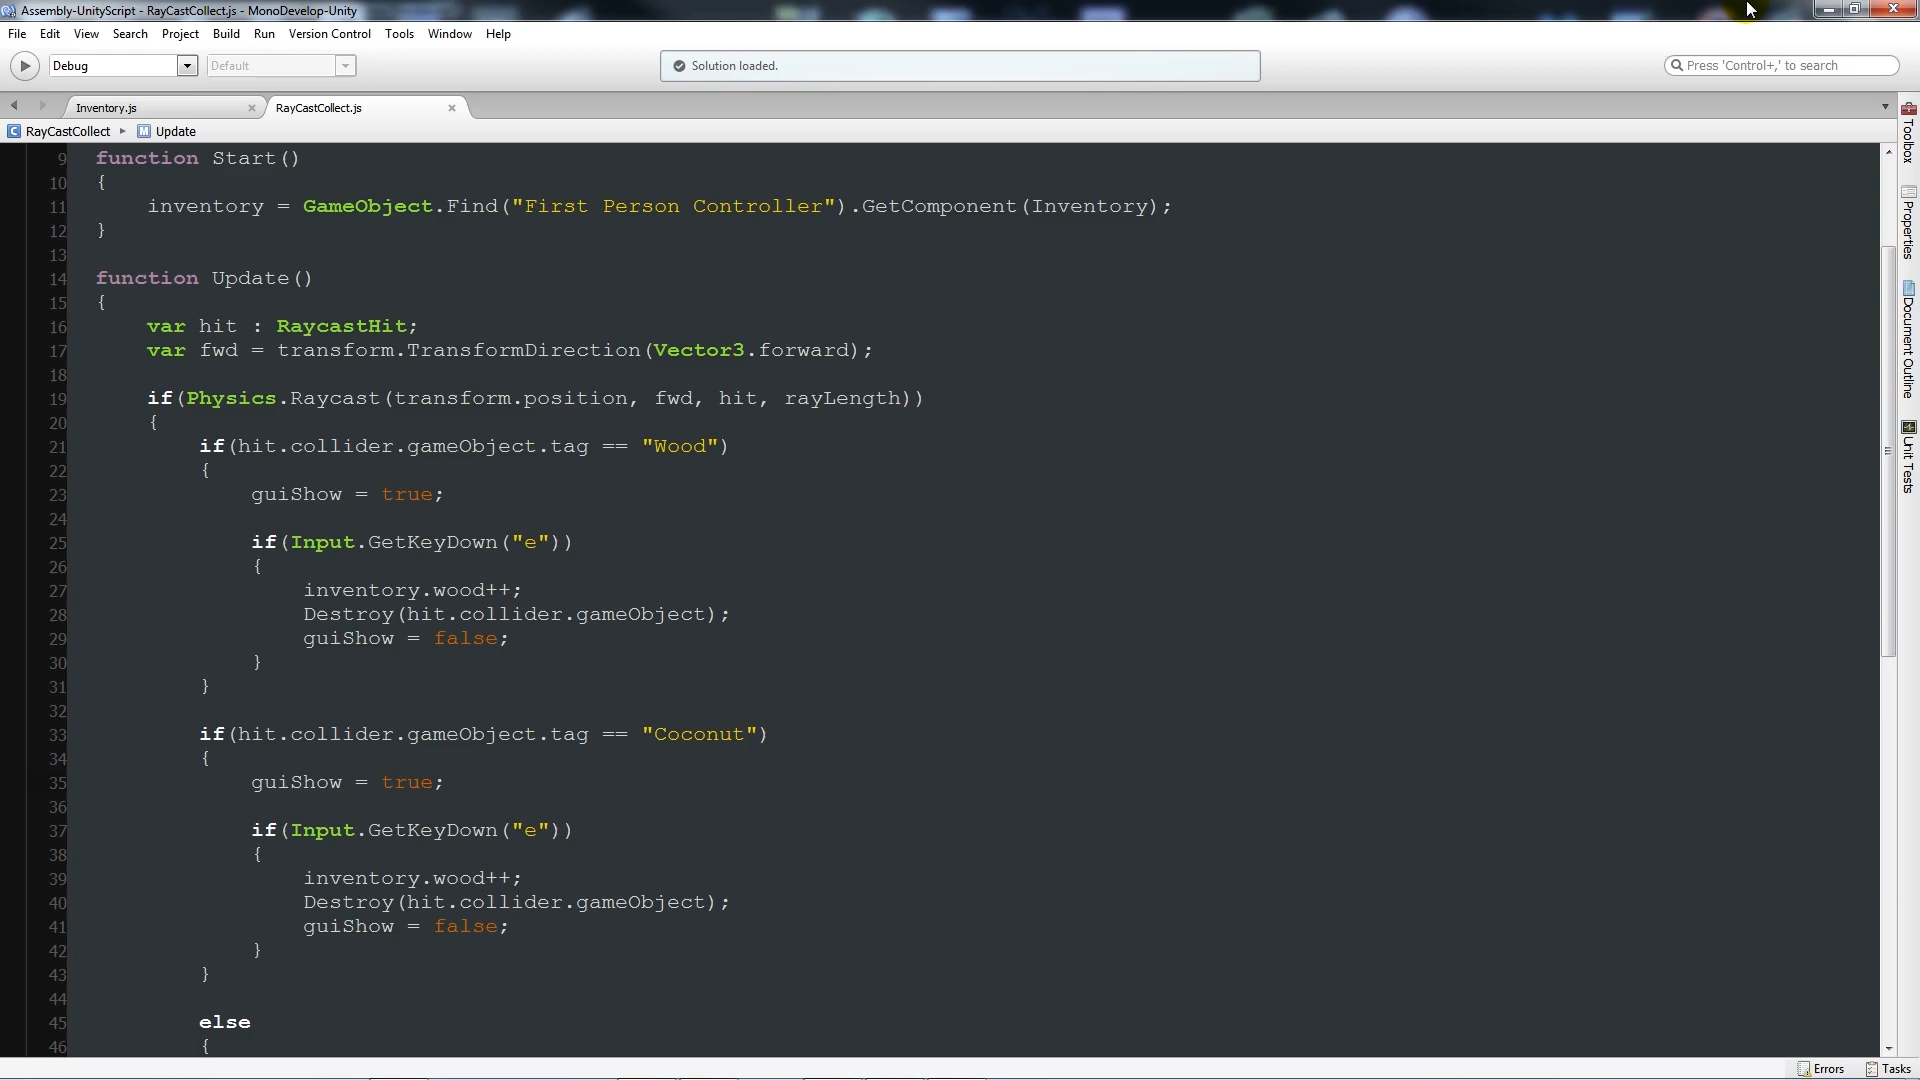 Assembly-UnityScript - RayCastCollect.js - MonoDevelop-Unity
File Edit View Search Project Build Run Version Control Tools Window Help
Debug Default Solution loaded. Press 'Control+,' to search
Inventory.js RayCastCollect.js
RayCastCollect Update
9 function Start()
10 {
11 inventory = GameObject.Find("First Person Controller").GetComponent(Inventory);
12 }
13
14 function Update()
15 {
16 var hit : RaycastHit;
17 var fwd = transform.TransformDirection(Vector3.forward);
18
19 if(Physics.Raycast(transform.position, fwd, hit, rayLength))
20 {
21 if(hit.collider.gameObject.tag == "Wood")
22 {
23 guiShow = true;
24
25 if(Input.GetKeyDown("e"))
26 {
27 inventory.wood++;
28 Destroy(hit.collider.gameObject);
29 guiShow = false;
30 }
31 }
32
33 if(hit.collider.gameObject.tag == "Coconut")
34 {
35 guiShow = true;
36
37 if(Input.GetKeyDown("e"))
38 {
39 inventory.wood++;
40 Destroy(hit.collider.gameObject);
41 guiShow = false;
42 }
43 }
44
45 else
46 {
Toolbox
Properties
Document Outline
Unit Tests
Errors Tasks